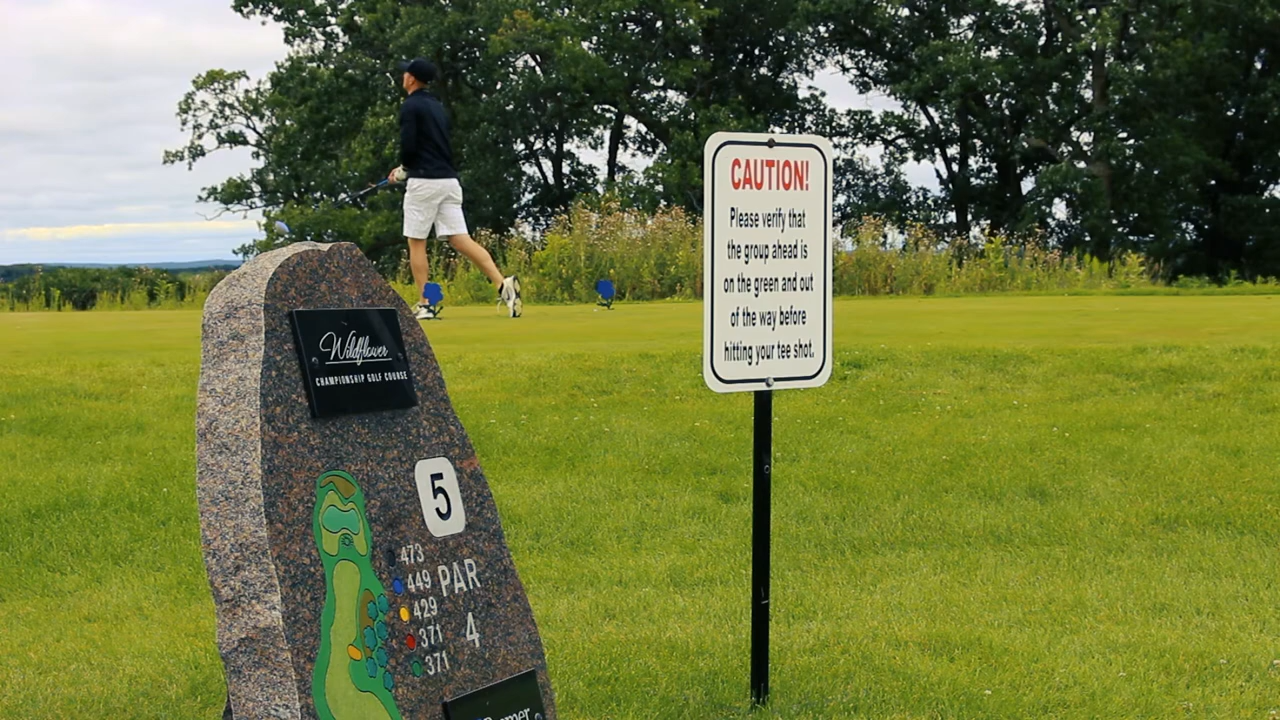 CAUTION!
Please verify that
the group ahead is
on the green and out
of the way before
hitting your tee shot.
Wildflower
CHAMPIONSHIP GOLF COURSE
5
473
449
429
371
371
PAR
4